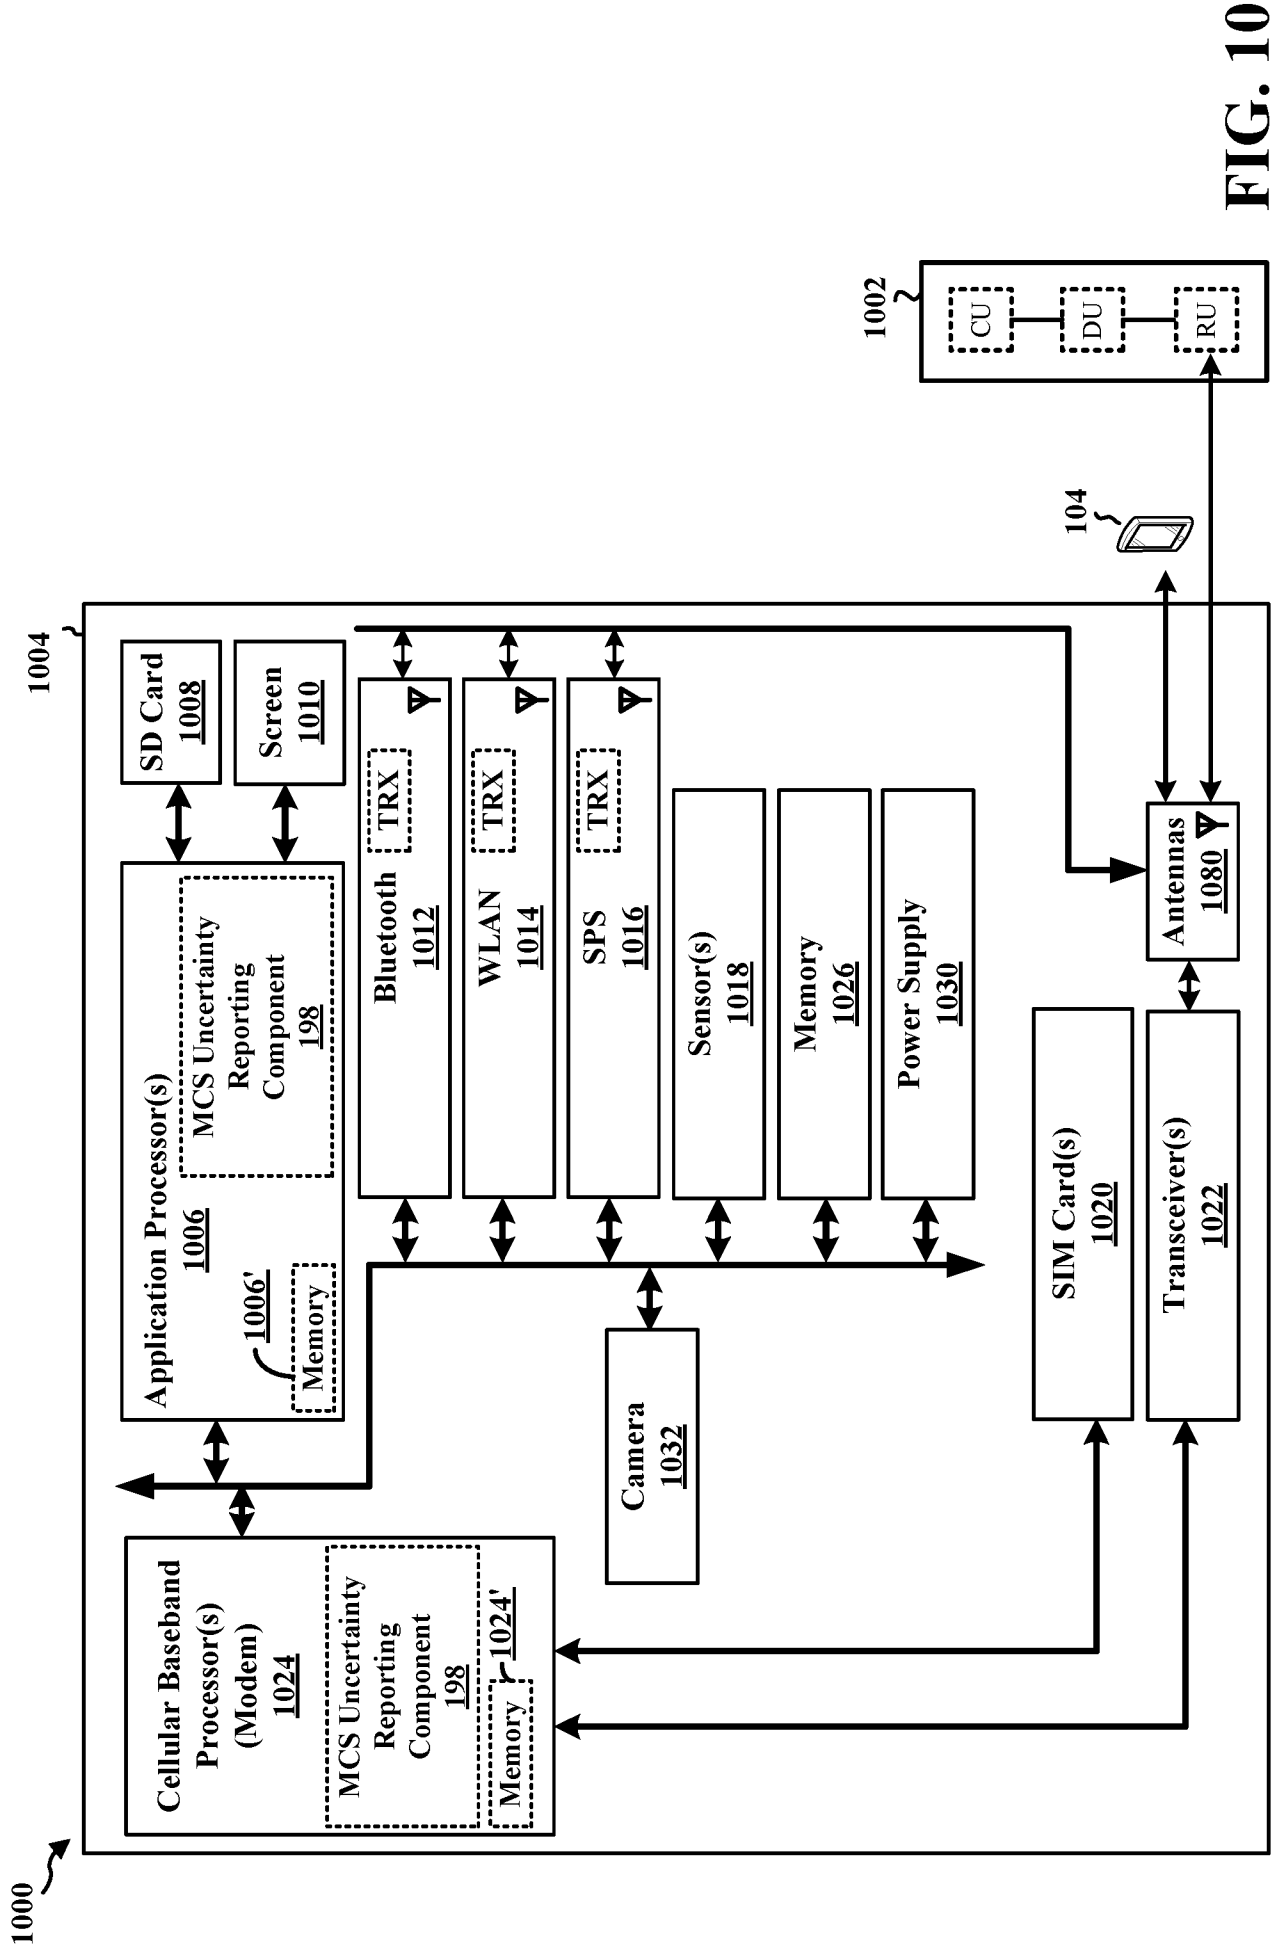 1000
1004
Cellular Baseband
Processor(s)
(Modem)
1024
MCS Uncertainty
Reporting
Component
198
Memory
1024'
Application Processor(s)
1006
1006'
Memory
MCS Uncertainty
Reporting
Component
198
SD Card
1008
Screen
1010
Bluetooth
1012
TRX
WLAN
1014
TRX
SPS
1016
TRX
Sensor(s)
1018
Memory
1026
Power Supply
1030
Camera
1032
SIM Card(s)
1020
Transceiver(s)
1022
Antennas
1080
104
1002
CU
DU
RU
FIG. 10